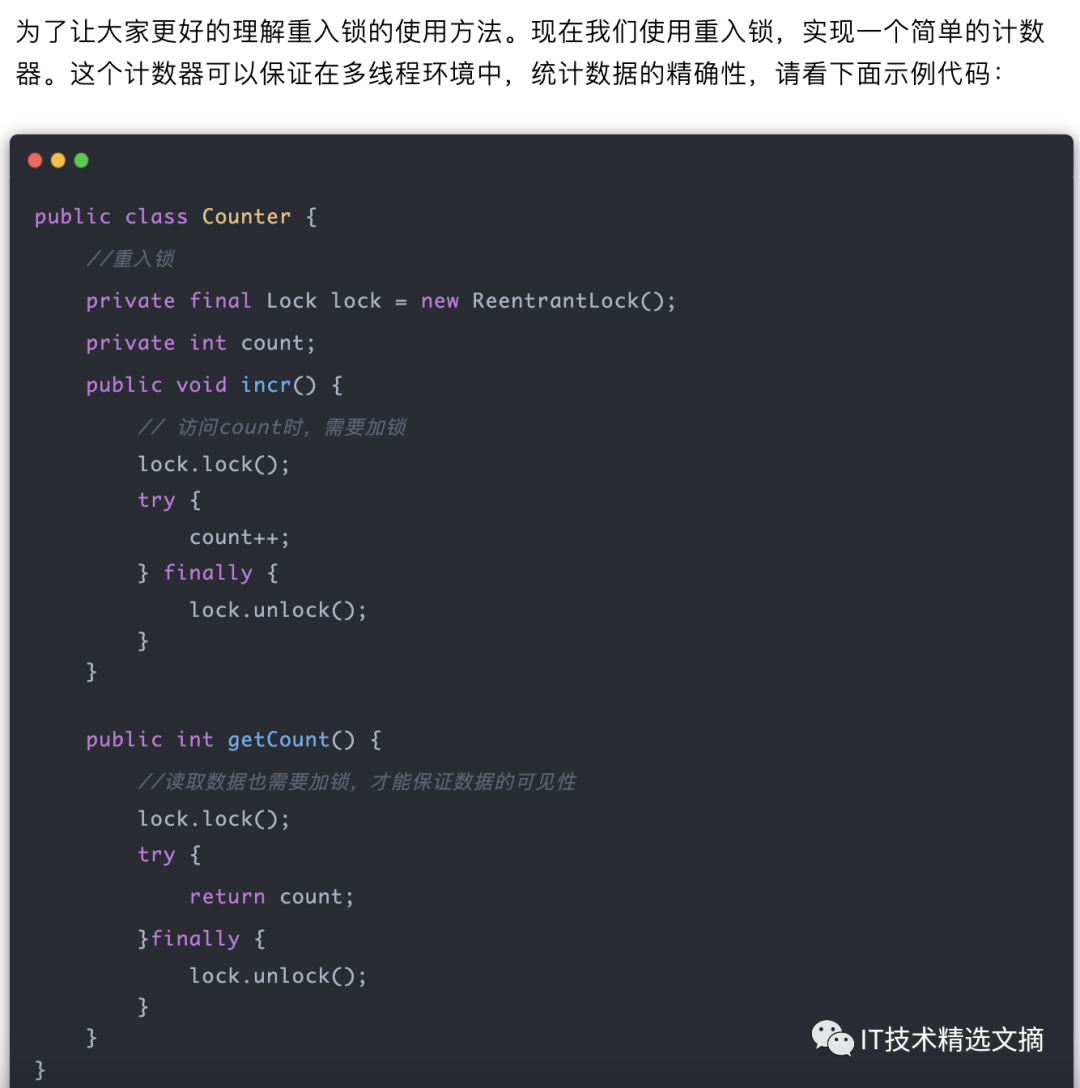 为了让大家更好的理解重入锁的使用方法。现在我们使用重入锁，实现一个简单的计数
器。这个计数器可以保证在多线程环境中，统计数据的精确性，请看下面示例代码：
public class Counter {
    //重入锁
    private final Lock lock = new ReentrantLock();
    private int count;
    public void incr() {
        // 访问count时，需要加锁
        lock.lock();
        try {
            count++;
        } finally {
            lock.unlock();
        }
    }
    public int getCount() {
        //读取数据也需要加锁，才能保证数据的可见性
        lock.lock();
        try {
            return count;
        }finally {
            lock.unlock();
        }
    }
}
IT技术精选文摘